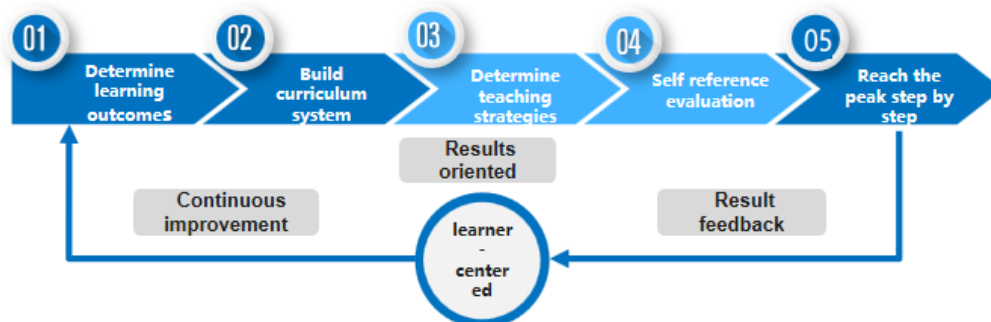 01
Determine
learning
outcomes
02
Build
curriculum
system
03
Determine
teaching
strategies
04
Self reference
evaluation
05
Reach the
peak step by
step
Results
oriented
Continuous
improvement
Result
feedback
learner
-
center
ed